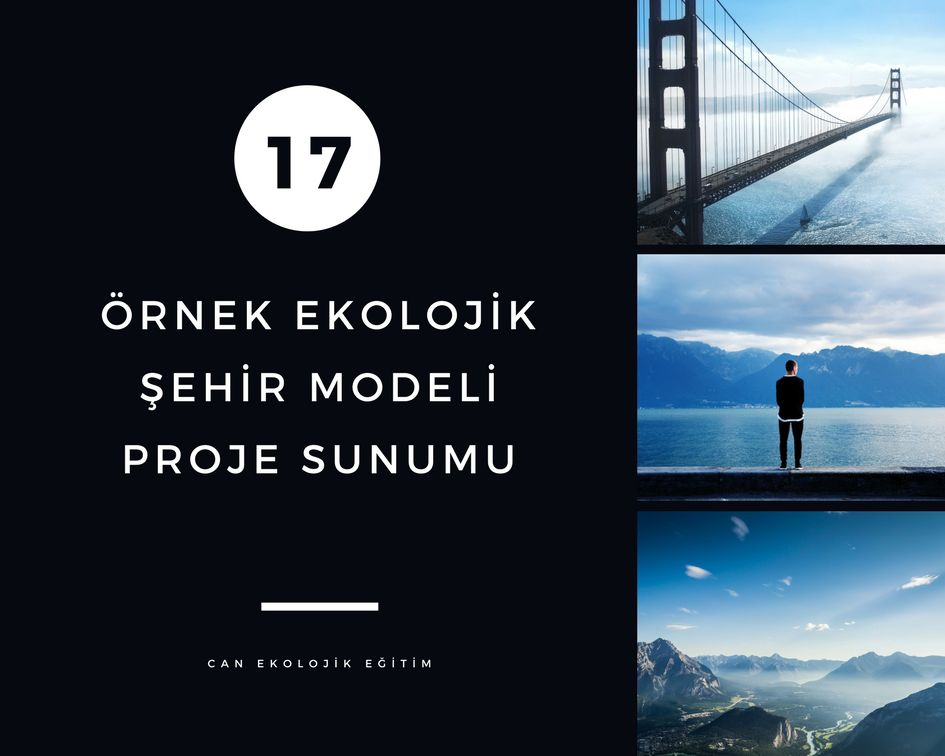 17
ÖRNEK EKOLOJİK
ŞEHİR MODELİ
PROJE SUNUMU
CAN EKOLOJİK EĞİTİM